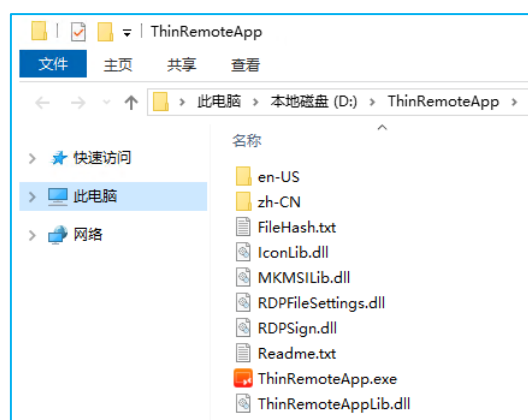 ThinRemoteApp
文件 主页 共享 查看
此电脑 本地磁盘 (D:) ThinRemoteApp
名称
快速访问
此电脑
网络
en-US
zh-CN
FileHash.txt
IconLib.dll
MKMSILib.dll
RDPFileSettings.dll
RDPSign.dll
Readme.txt
ThinRemoteApp.exe
ThinRemoteAppLib.dll